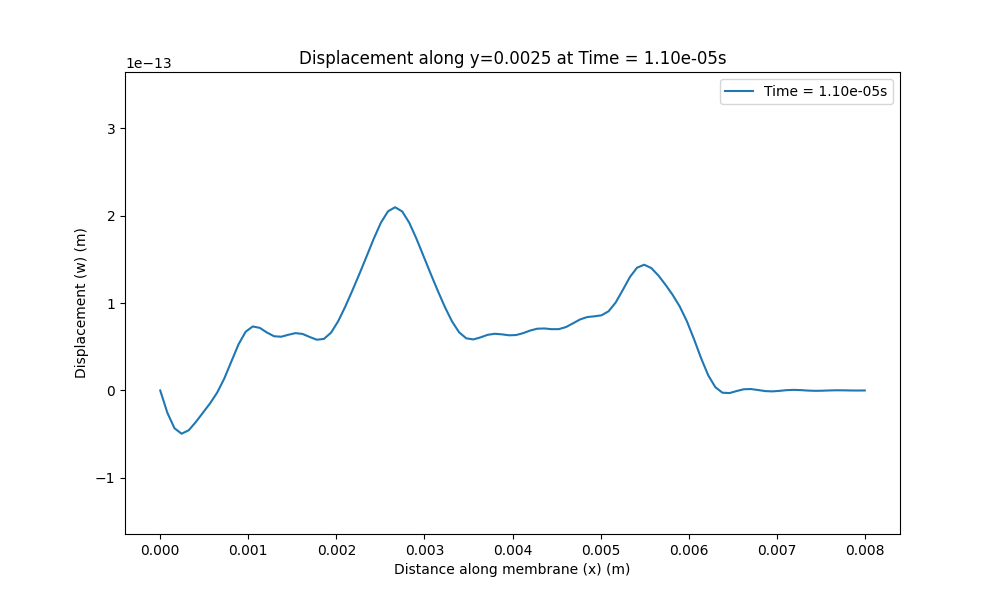 Displacement along y=0.0025 at Time = 1.10e-05s
1e−13
Time = 1.10e-05s
3
2
1
0
−1
Displacement (w) (m)
0.000 0.001 0.002 0.003 0.004 0.005 0.006 0.007 0.008
Distance along membrane (x) (m)